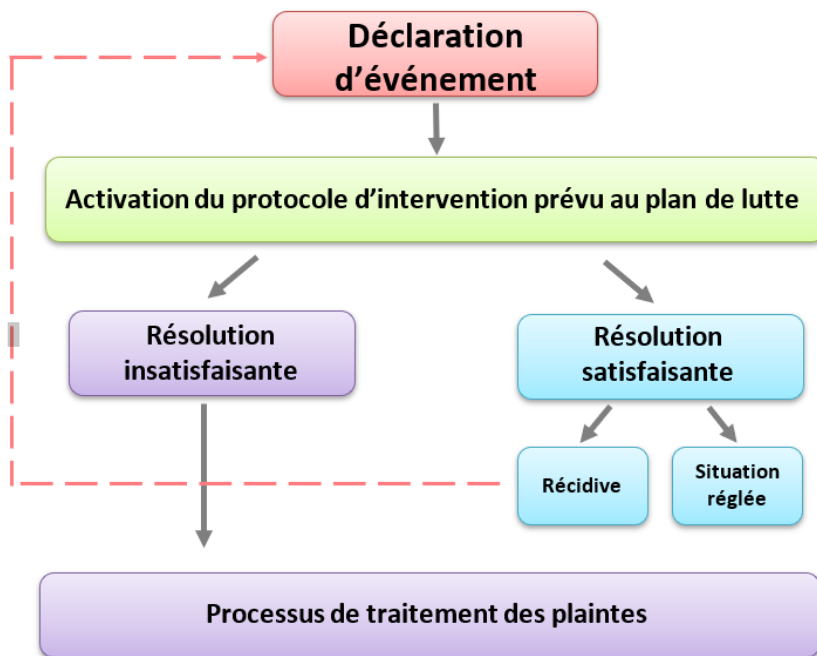 Déclaration
d'événement
Activation du protocole d'intervention prévu au plan de lutte
Résolution
insatisfaisante
Résolution
satisfaisante
Récidive
Situation
réglée
Processus de traitement des plaintes